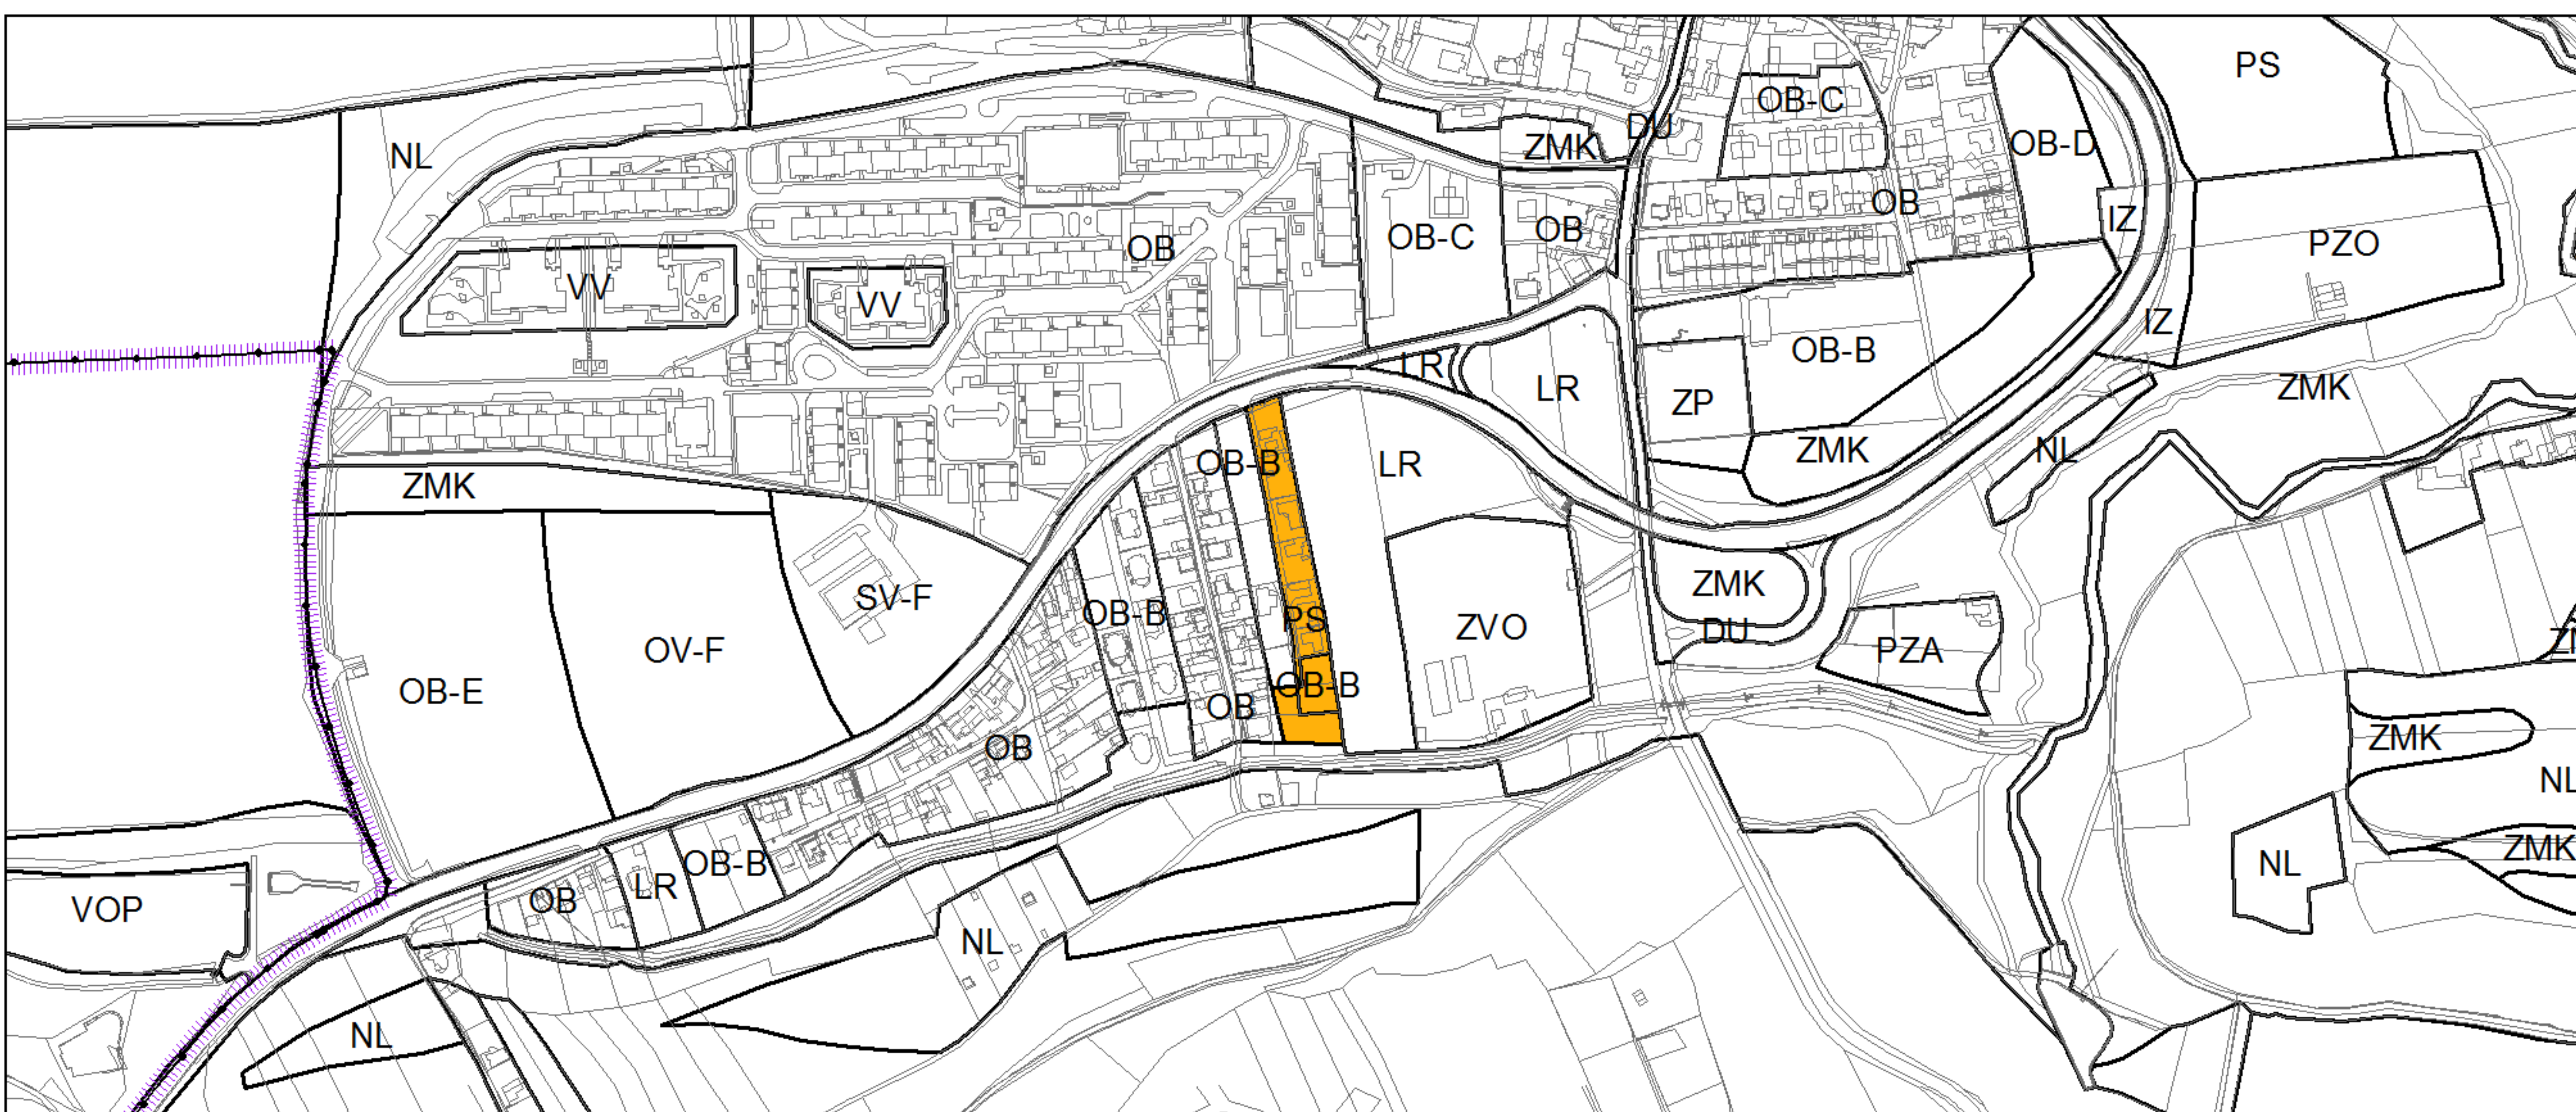 PS
OB-C
DU
ZMK
OB-D
NL
OB
IZ
OB
OB-C
OB
PZO
VV
VV
IZ
OB-B
LR
LR
ZMK
ZP
OB-B
LR
ZMK
NL
ZMK
ZMK
SV-F
OB-B
PS
ZVO
DU
OV-F
PZA
ZM
OB-E
OB-B
OB
OB
ZMK
NL
OB-B
LR
OB
ZMK
NL
VOP
NL
NL